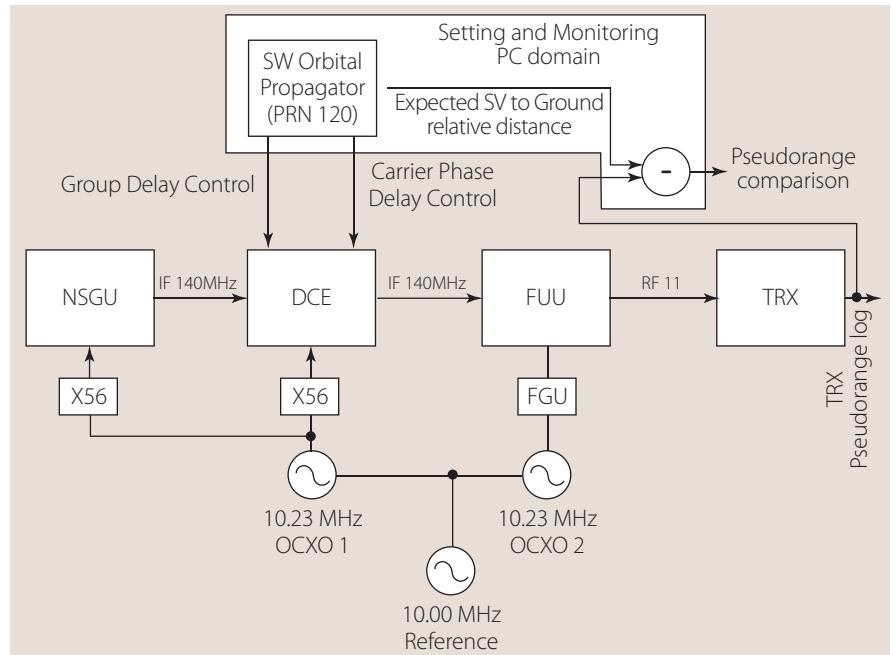 Setting and Monitoring
PC domain
SW Orbital
Propagator
(PRN 120)
Expected SV to Ground
relative distance
-
Pseudorange
comparison
Group Delay Control
Carrier Phase
Delay Control
NSGU
IF 140MHz
DCE
IF 140MHz
FUU
RF 11
TRX
TRX
Pseudorange log
X56
X56
FGU
10.23 MHz
OCXO 1
10.23 MHz
OCXO 2
10.00 MHz
Reference